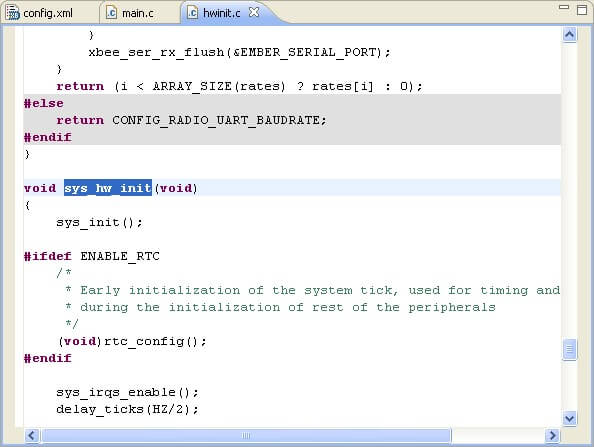 config.xml main.c hwinit.c
}
xbee_ser_rx_flush(&EMBER_SERIAL_PORT);
}
return (i < ARRAY_SIZE(rates) ? rates[i] : 0);
#else
return CONFIG_RADIO_UART_BAUDRATE;
#endif
}
void sys_hw_init(void)
{
sys_init();
#ifdef ENABLE_RTC
/*
* Early initialization of the system tick, used for timing and
* during the initialization of rest of the peripherals
*/
(void)rtc_config();
#endif
sys_irqs_enable();
delay_ticks(HZ/2);